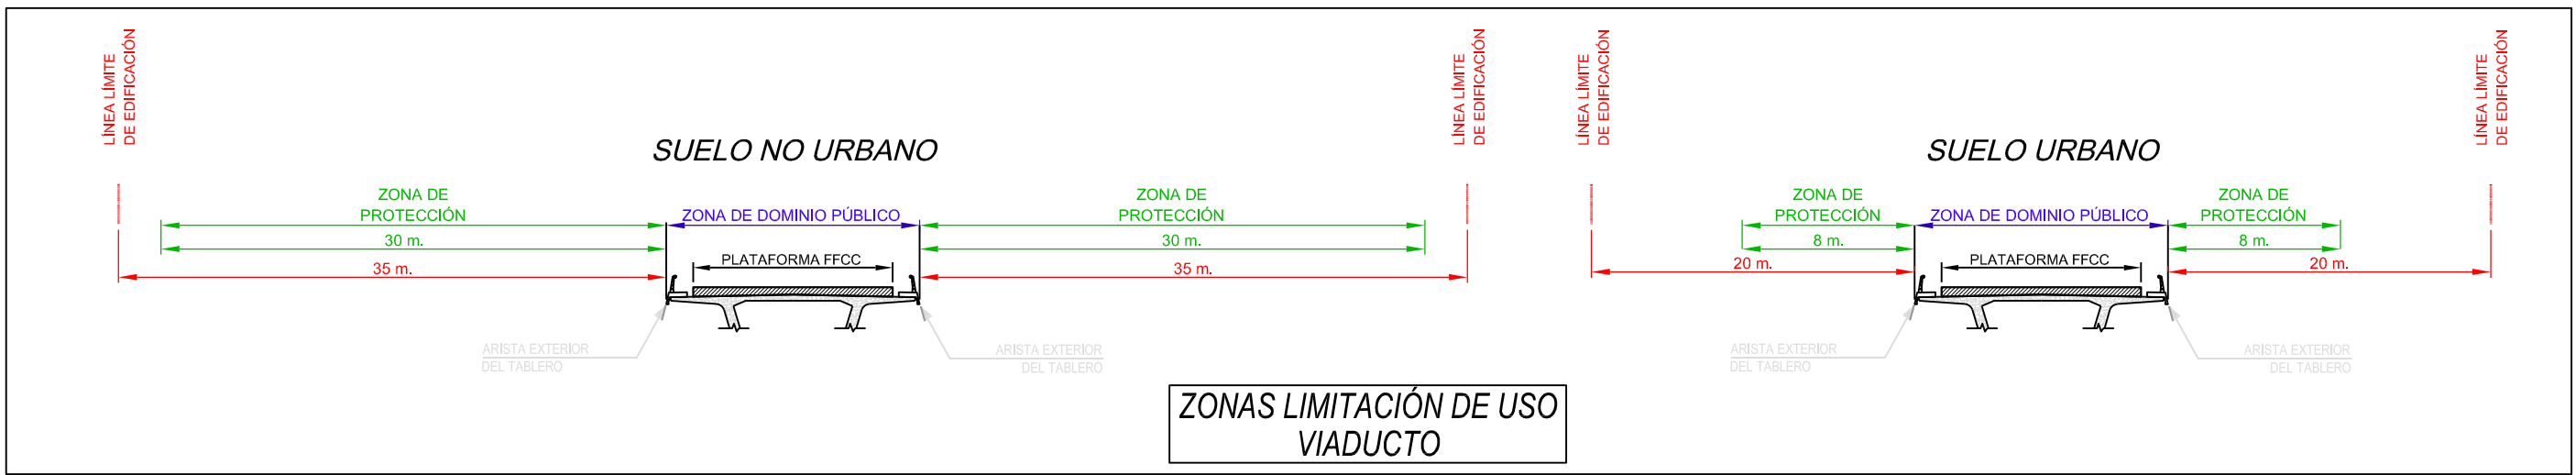 LÍNEA LÍMITE
DE EDIFICACIÓN
SUELO NO URBANO
ZONA DE
PROTECCIÓN
30 m.
35 m.
ZONA DE DOMINIO PÚBLICO
PLATAFORMA FFCC
ZONA DE
PROTECCIÓN
30 m.
35 m.
LÍNEA LÍMITE
DE EDIFICACIÓN
ARISTA EXTERIOR
DEL TABLERO
ARISTA EXTERIOR
DEL TABLERO
LÍNEA LÍMITE
DE EDIFICACIÓN
SUELO URBANO
ZONA DE
PROTECCIÓN
8 m.
20 m.
ZONA DE DOMINIO PÚBLICO
PLATAFORMA FFCC
ZONA DE
PROTECCIÓN
8 m.
20 m.
LÍNEA LÍMITE
DE EDIFICACIÓN
ARISTA EXTERIOR
DEL TABLERO
ARISTA EXTERIOR
DEL TABLERO
ZONAS LIMITACIÓN DE USO
VIADUCTO